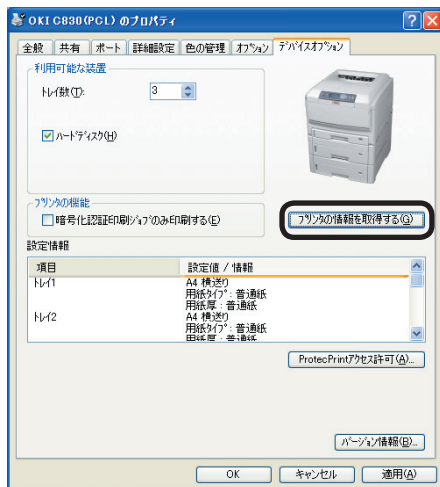 OKI C830(PCL) のプロパティ
全般 共有 ポート 詳細設定 色の管理 オプション デバイスオプション
利用可能な装置
トレイ数(T): 3
ハードディスク(H)
プリンタの機能
暗号化認証印刷ジョブのみ印刷する(E)
プリンタの情報を取得する(G)
設定情報
項目 設定値 / 情報
トレイ1 A4 横送り
用紙タイプ : 普通紙
用紙厚 : 普通紙
トレイ2 A4 横送り
用紙タイプ : 普通紙
用紙厚 : 普通紙
ProtecPrintアクセス許可(A)...
バージョン情報(B)...
OK キャンセル 適用(A)